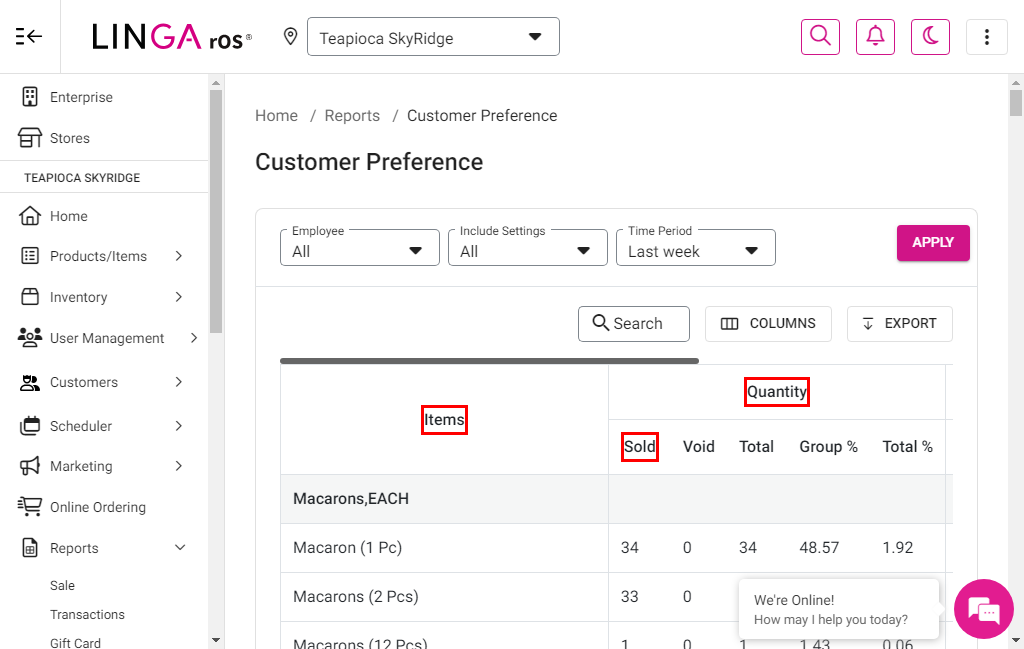 LINGA ros®
Teapioca SkyRidge
Enterprise
Stores
TEAPIOCA SKYRIDGE
Home
Products/Items
Inventory
User Management
Customers
Scheduler
Marketing
Online Ordering
Reports
Sale
Transactions
Gift Card
Home / Reports / Customer Preference
Customer Preference
Employee
All
Include Settings
All
Time Period
Last week
APPLY
Search
COLUMNS
EXPORT
Items
Quantity
Sold Void Total Group % Total %
Macarons,EACH
Macaron (1 Pc) 34 0 34 48.57 1.92
Macarons (2 Pcs) 33 0
Macarons (12 Pcs) 1 0 1 1.43 0.06
We're Online!
How may I help you today?